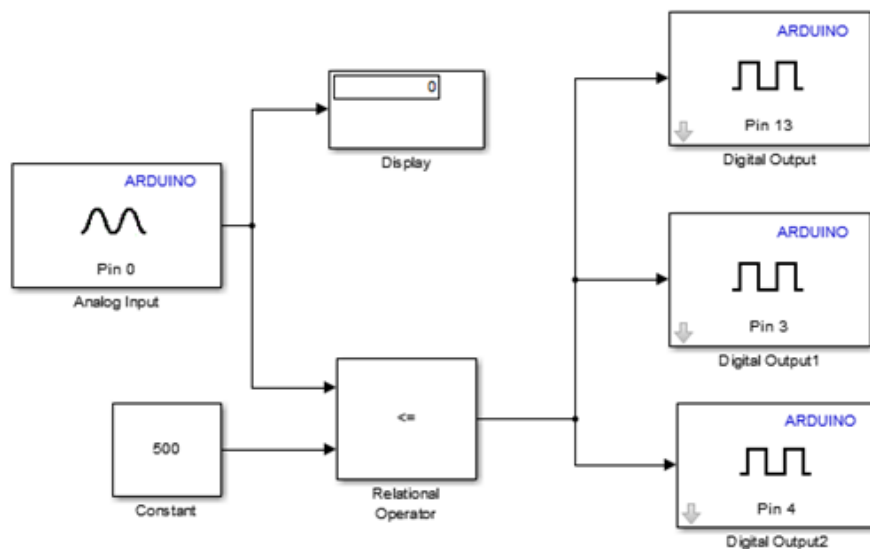 ARDUINO
Pin 0
Analog Input
0
Display
500
Constant
<=
Relational
Operator
ARDUINO
Pin 13
Digital Output
ARDUINO
Pin 3
Digital Output1
ARDUINO
Pin 4
Digital Output2